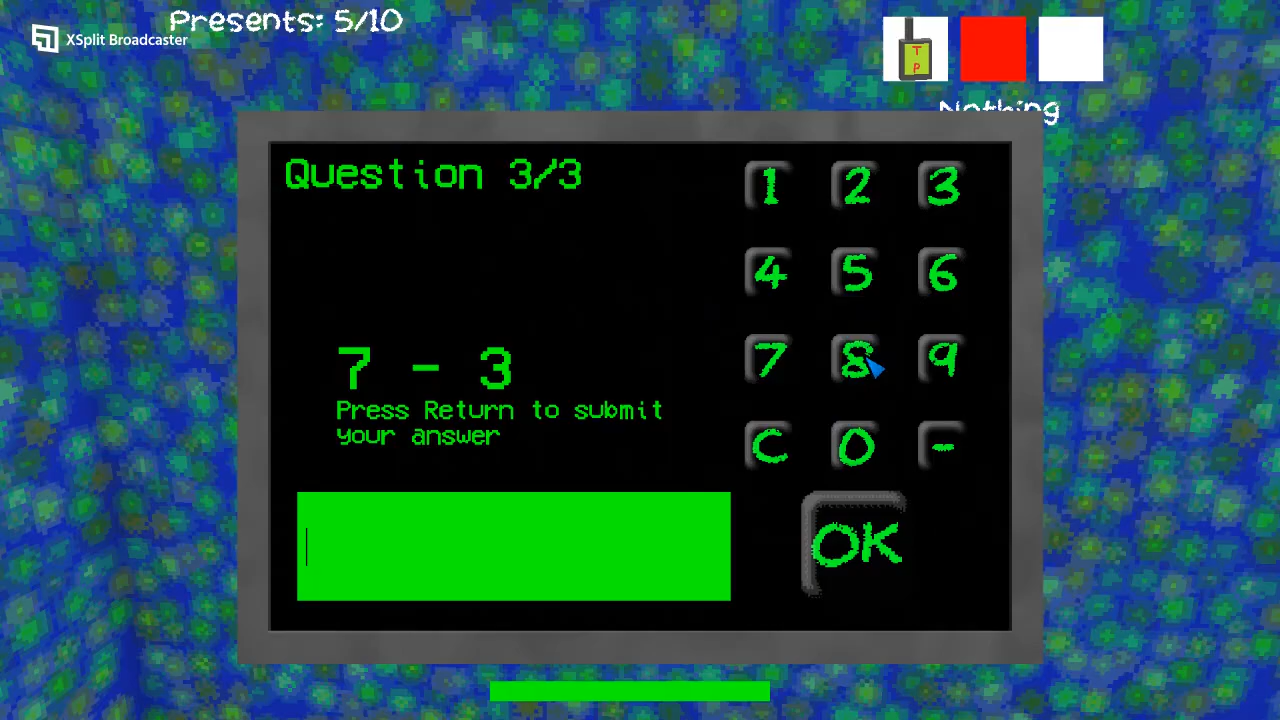 Presents: 5/10
XSplit Broadcaster
T
P
Nothing
Question 3/3
1 2 3
4 5 6
7 8 9
C 0 -
7 - 3
Press Return to submit
your answer
OK